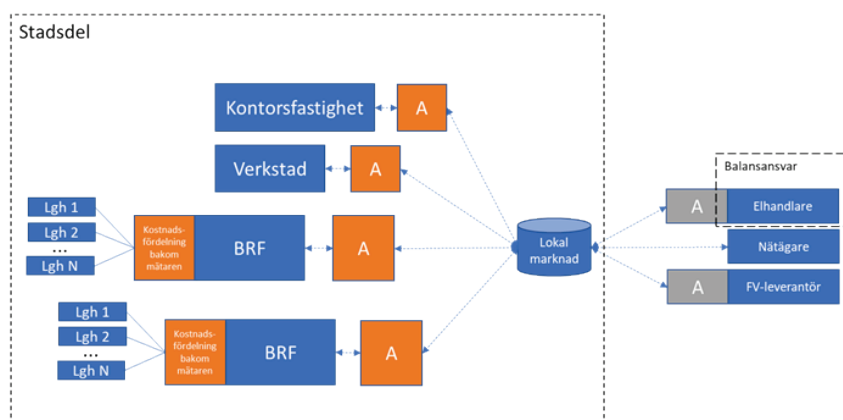 Stadsdel
Kontorsfastighet
A
Verkstad
A
Lgh 1
Lgh 2
...
Lgh N
Kostnads-
fördelning
bakom
mätaren
BRF
A
Lgh 1
Lgh 2
...
Lgh N
Kostnads-
fördelning
bakom
mätaren
BRF
A
Lokal
marknad
Balansansvar
A
Elhandlare
Nätägare
A
FV-leverantör